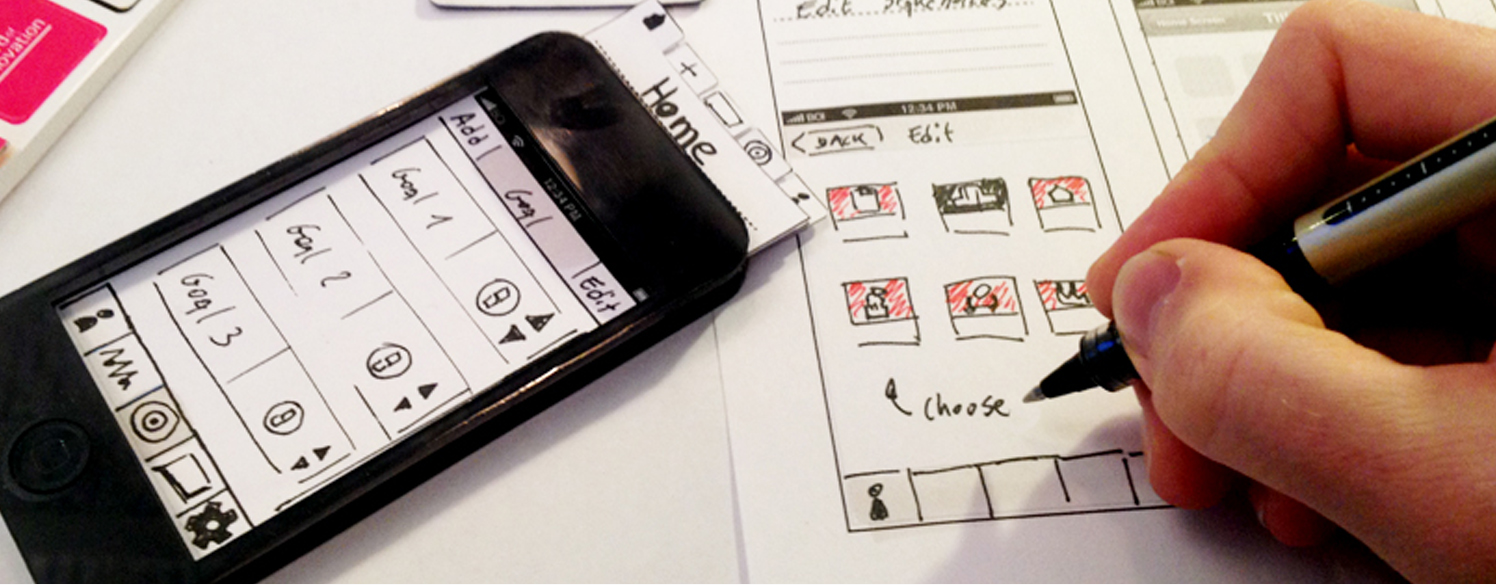 d of
ovation
Home
12:34 PM
Add
Goal
Edit
Goal 1
Goal 2
Goal 3
Edit
12:34 PM
BACK
Edit
choose
Home Screen